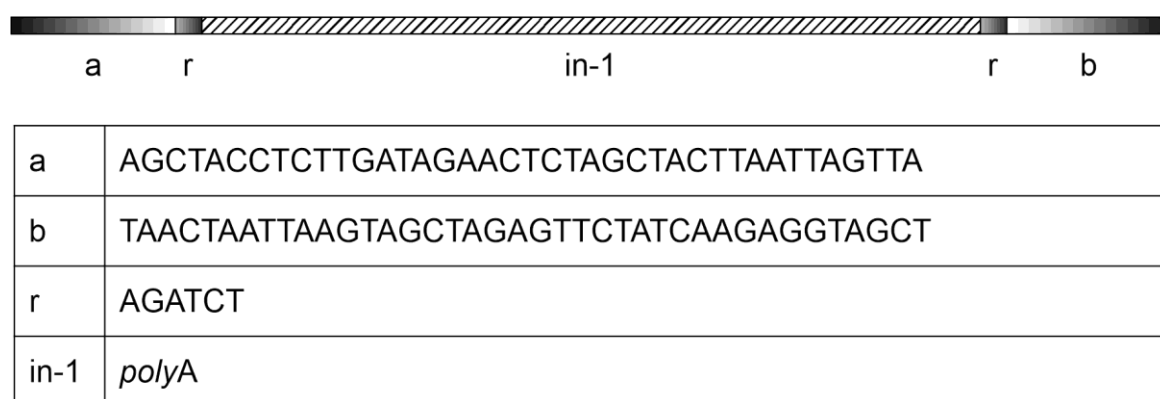 a r in-1 r b
a AGCTACCTCTTGATAGAACTCTAGCTACTTAATTAGTTA
b TAACTAATTAAGTAGCTAGAGTTCTATCAAGAGGTAGCT
r AGATCT
in-1 polyA